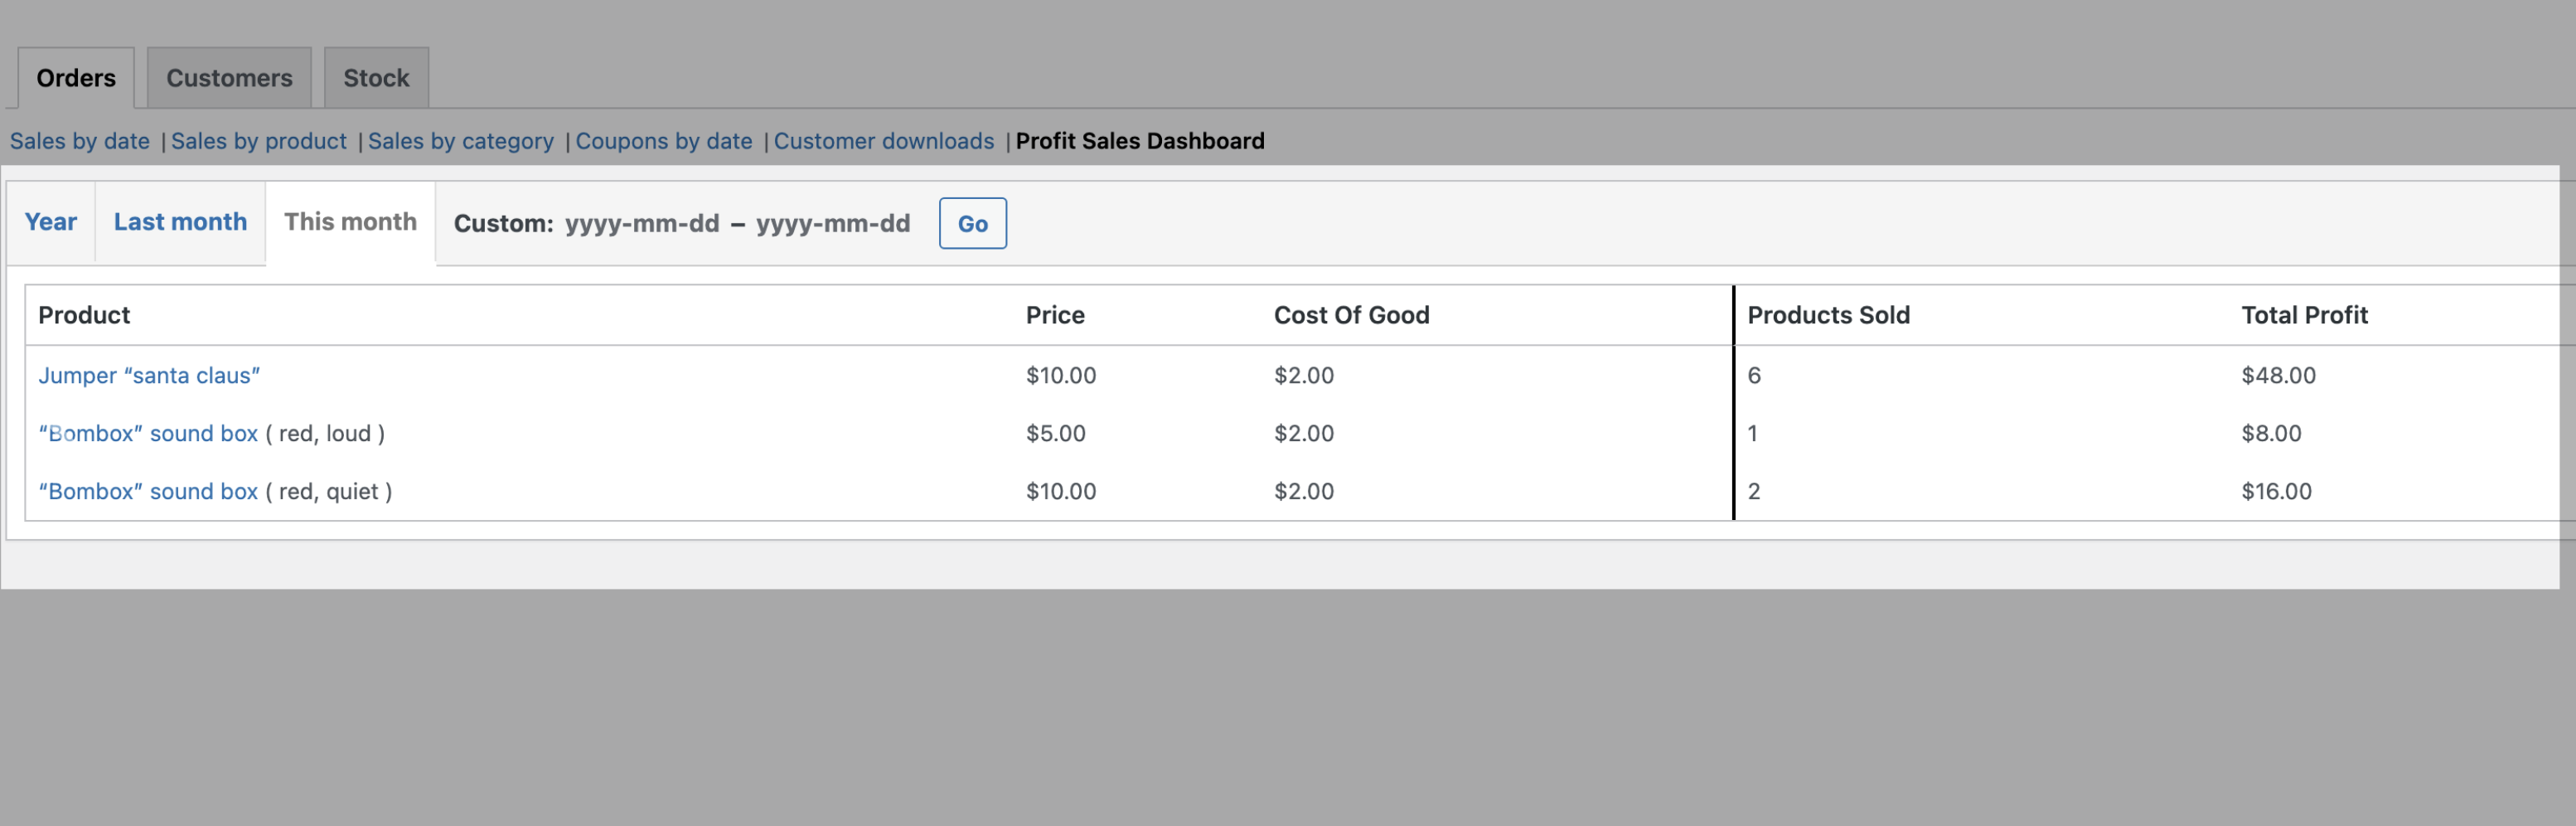 Orders Customers Stock
Sales by date | Sales by product | Sales by category | Coupons by date | Customer downloads | Profit Sales Dashboard
Year Last month This month Custom: yyyy-mm-dd – yyyy-mm-dd Go
Product Price Cost Of Good Products Sold Total Profit
Jumper “santa claus” $10.00 $2.00 6 $48.00
“Bombox” sound box ( red, loud ) $5.00 $2.00 1 $8.00
“Bombox” sound box ( red, quiet ) $10.00 $2.00 2 $16.00